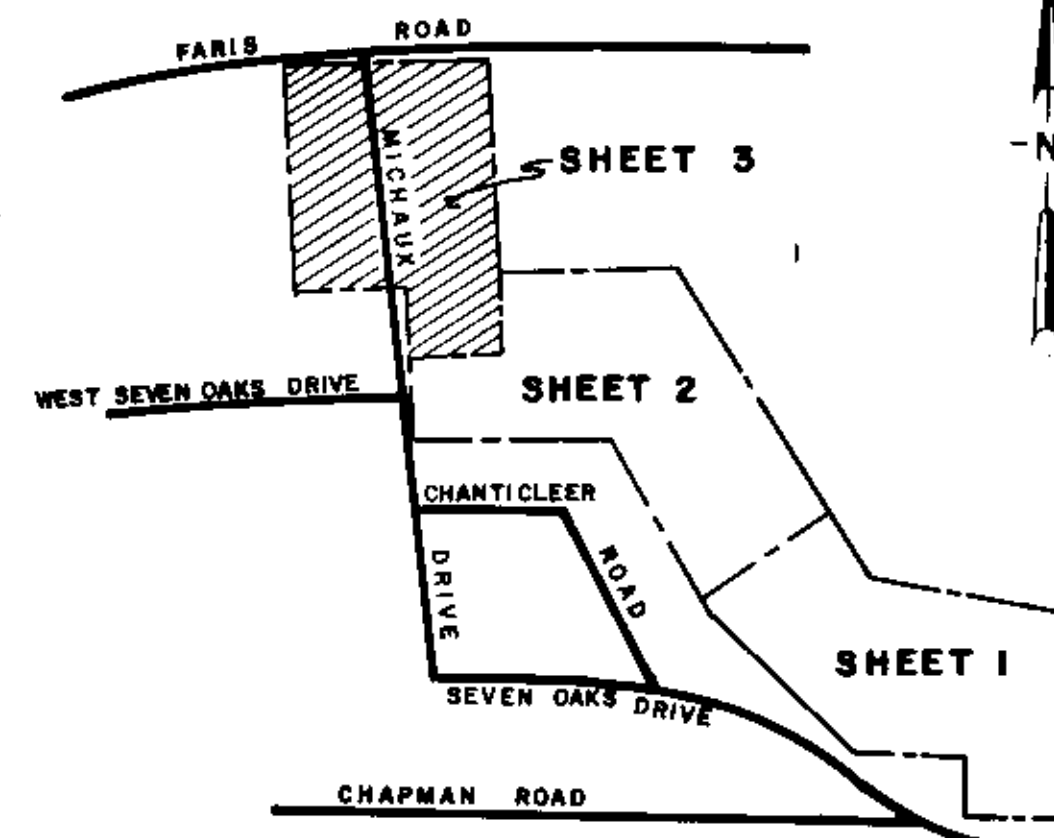 FARIS ROAD
MICHAUX
SHEET 3
N
WEST SEVEN OAKS DRIVE
SHEET 2
CHANTICLEER
ROAD
DRIVE
SHEET 1
SEVEN OAKS DRIVE
CHAPMAN ROAD